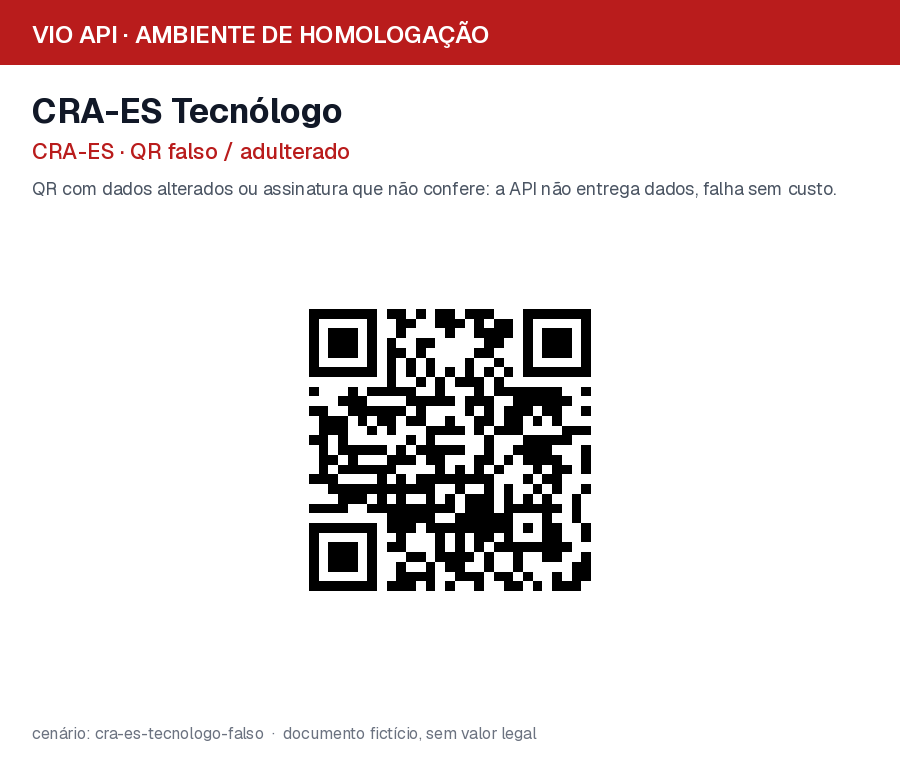 VIO API · AMBIENTE DE HOMOLOGAÇÃO
CRA-ES Tecnólogo
CRA-ES · QR falso / adulterado
QR com dados alterados ou assinatura que não confere: a API não entrega dados, falha sem custo.
cenário: cra-es-tecnologo-falso · documento fictício, sem valor legal